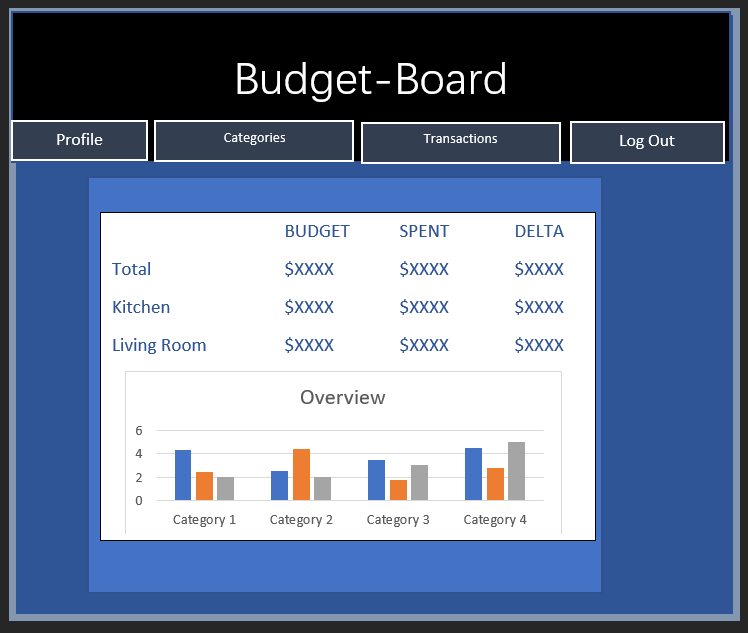 Budget-Board
Profile Categories Transactions Log Out
BUDGET SPENT DELTA
Total $XXXX $XXXX $XXXX
Kitchen $XXXX $XXXX $XXXX
Living Room $XXXX $XXXX $XXXX
Overview
6
4
2
0
Category 1 Category 2 Category 3 Category 4